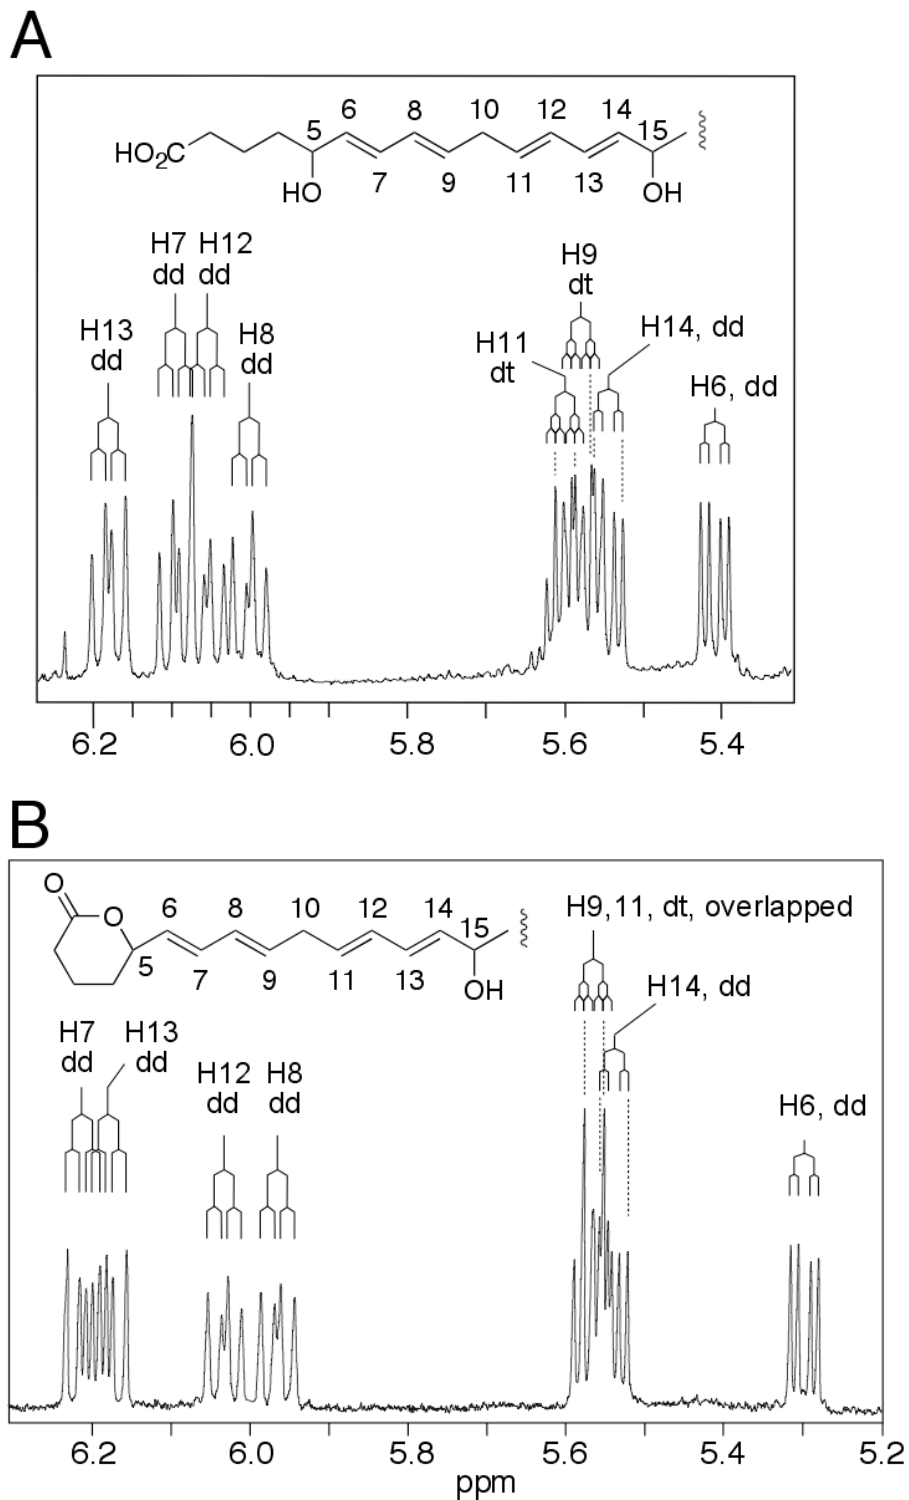 A
6 8 10 12 14
5 15
HO2C
HO 7 9 11 13 OH
H7 H12
dd dd
H9
dt
H13
dd
H8
dd
H11
dt
H14, dd
H6, dd
6.2 6.0 5.8 5.6 5.4
B
O
O 6 8 10 12 14
15
5 7 9 11 13 OH
H9,11, dt, overlapped
H14, dd
H7 H13
dd dd
H12 H8
dd dd
H6, dd
6.2 6.0 5.8 5.6 5.4 5.2
ppm